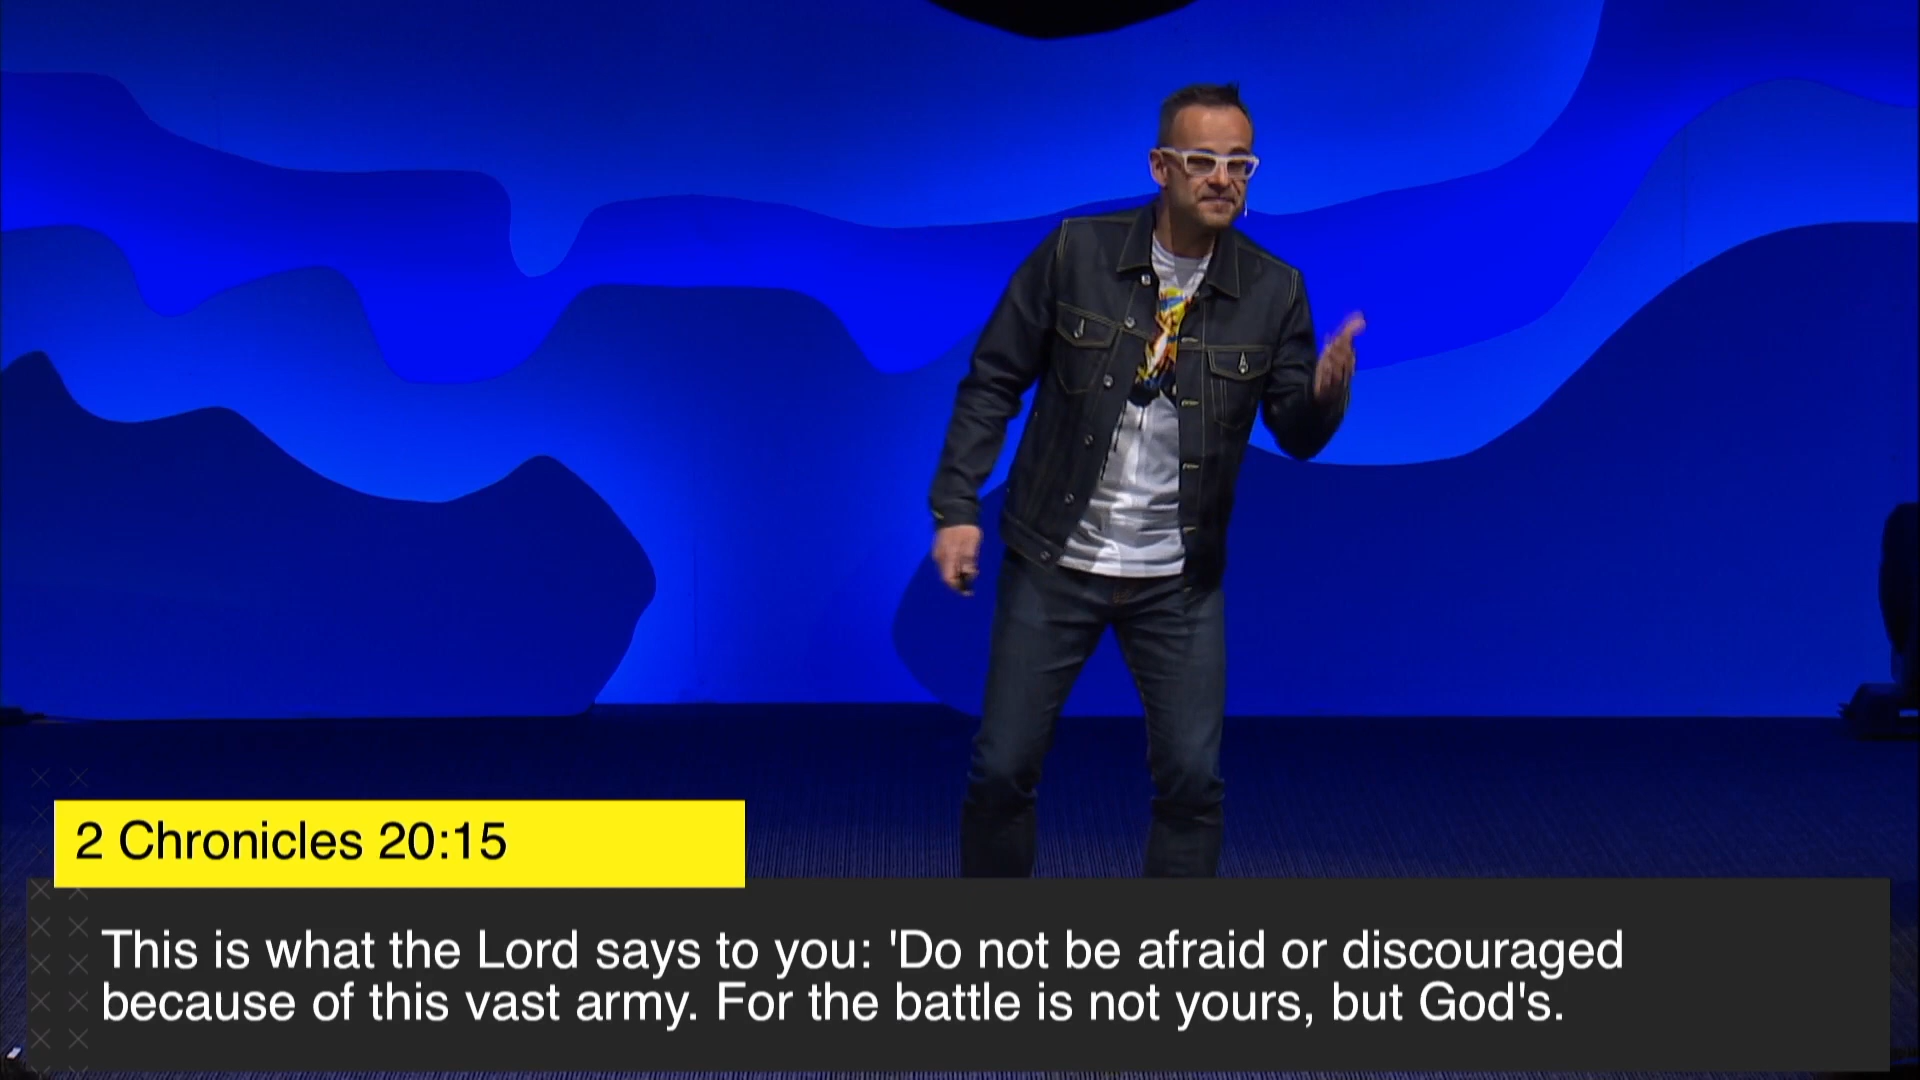 2 Chronicles 20:15
This is what the Lord says to you: 'Do not be afraid or discouraged
because of this vast army. For the battle is not yours, but God's.